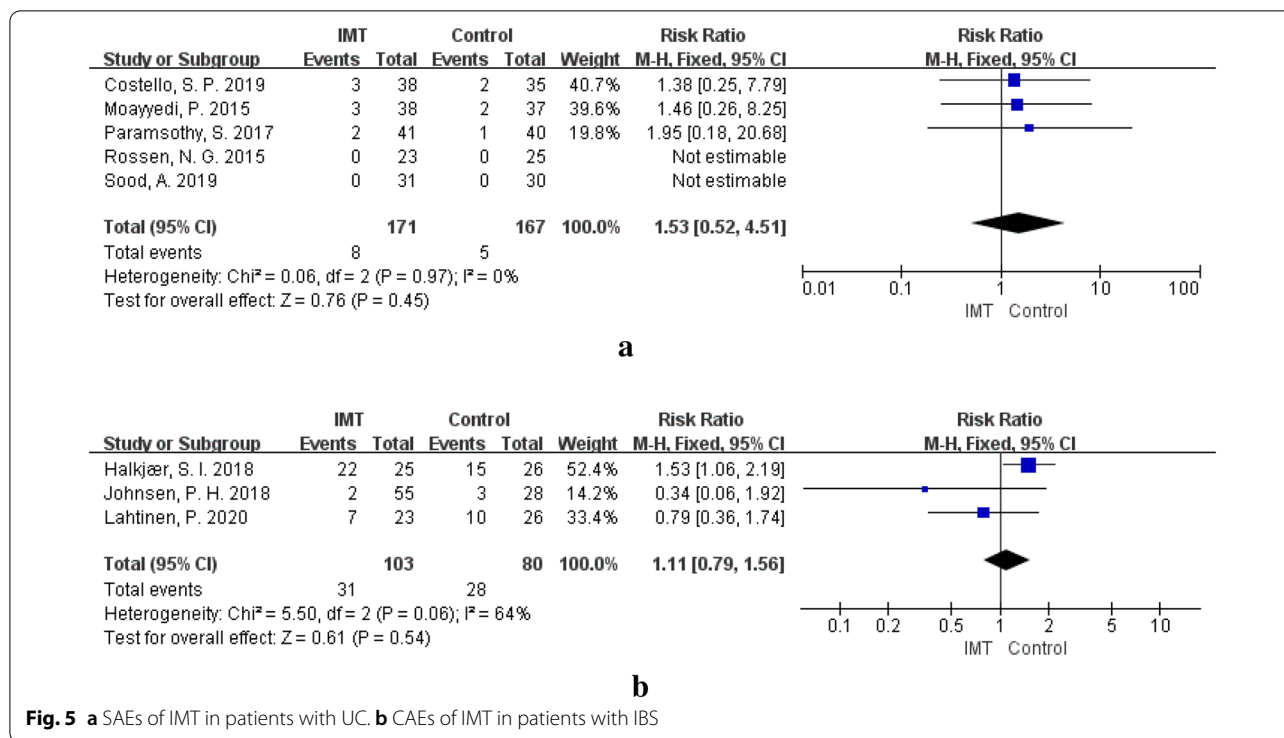 IMT Control Risk Ratio Risk Ratio
Study or Subgroup Events Total Events Total Weight M-H, Fixed, 95% CI M-H, Fixed, 95% CI
Costello, S. P. 2019 3 38 2 35 40.7% 1.38 [0.25, 7.79]
Moayyedi, P. 2015 3 38 2 37 39.6% 1.46 [0.26, 8.25]
Paramsothy, S. 2017 2 41 1 40 19.8% 1.95 [0.18, 20.68]
Rossen, N. G. 2015 0 23 0 25 Not estimable
Sood, A. 2019 0 31 0 30 Not estimable
Total (95% CI) 171 167 100.0% 1.53 [0.52, 4.51]
Total events 8 5
Heterogeneity: Chi² = 0.06, df = 2 (P = 0.97); I² = 0%
Test for overall effect: Z = 0.76 (P = 0.45)
0.01 0.1 1 10 100
IMT Control
a
IMT Control Risk Ratio Risk Ratio
Study or Subgroup Events Total Events Total Weight M-H, Fixed, 95% CI M-H, Fixed, 95% CI
Halkjær, S. I. 2018 22 25 15 26 52.4% 1.53 [1.06, 2.19]
Johnsen, P. H. 2018 2 55 3 28 14.2% 0.34 [0.06, 1.92]
Lahtinen, P. 2020 7 23 10 26 33.4% 0.79 [0.36, 1.74]
Total (95% CI) 103 80 100.0% 1.11 [0.79, 1.56]
Total events 31 28
Heterogeneity: Chi² = 5.50, df = 2 (P = 0.06); I² = 64%
Test for overall effect: Z = 0.61 (P = 0.54)
0.1 0.2 0.5 1 2 5 10
IMT Control
b
Fig. 5 a SAEs of IMT in patients with UC. b CAEs of IMT in patients with IBS